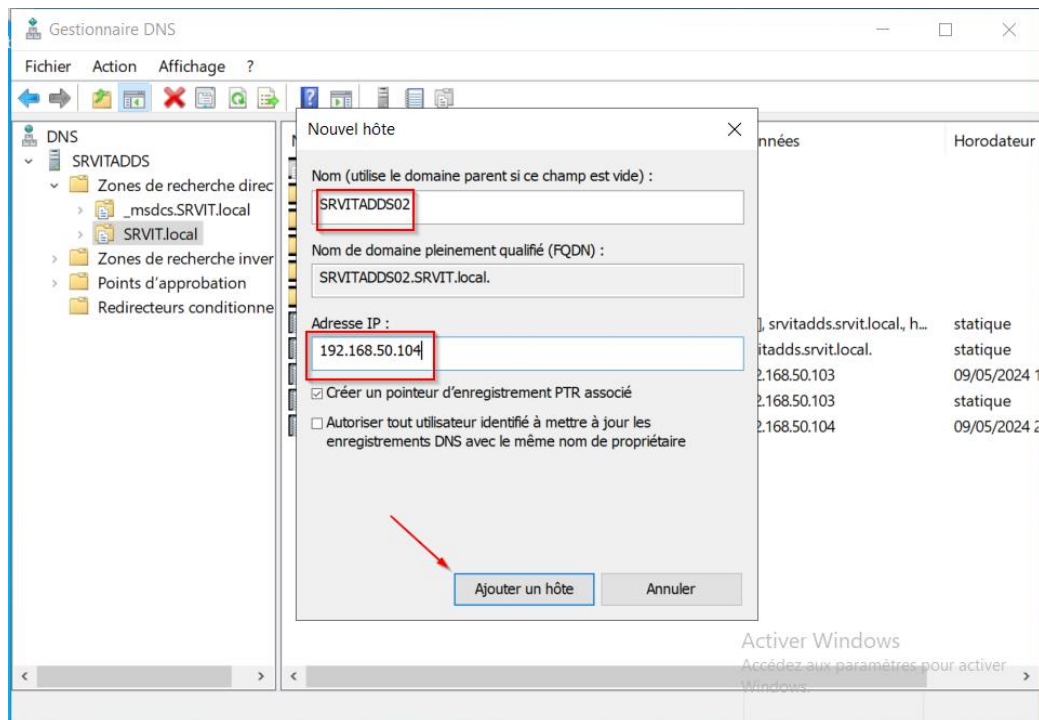 Gestionnaire DNS
Fichier Action Affichage ?
DNS
SRVITADDS
Zones de recherche direc
_msdcs.SRVIT.local
SRVIT.local
Zones de recherche inver
Points d'approbation
Redirecteurs conditionne
Nouvel hôte
Nom (utilise le domaine parent si ce champ est vide) :
SRVITADDS02
Nom de domaine pleinement qualifié (FQDN) :
SRVITADDS02.SRVIT.local.
Adresse IP :
192.168.50.104
Créer un pointeur d'enregistrement PTR associé
Autoriser tout utilisateur identifié à mettre à jour les
enregistrements DNS avec le même nom de propriétaire
Ajouter un hôte Annuler
nnées Horodateur
], srvitadds.srvit.local., h... statique
itadds.srvit.local. statique
2.168.50.103 09/05/2024 1
2.168.50.103 statique
2.168.50.104 09/05/2024 2
Activer Windows
Accédez aux paramètres pour activer
Windows.